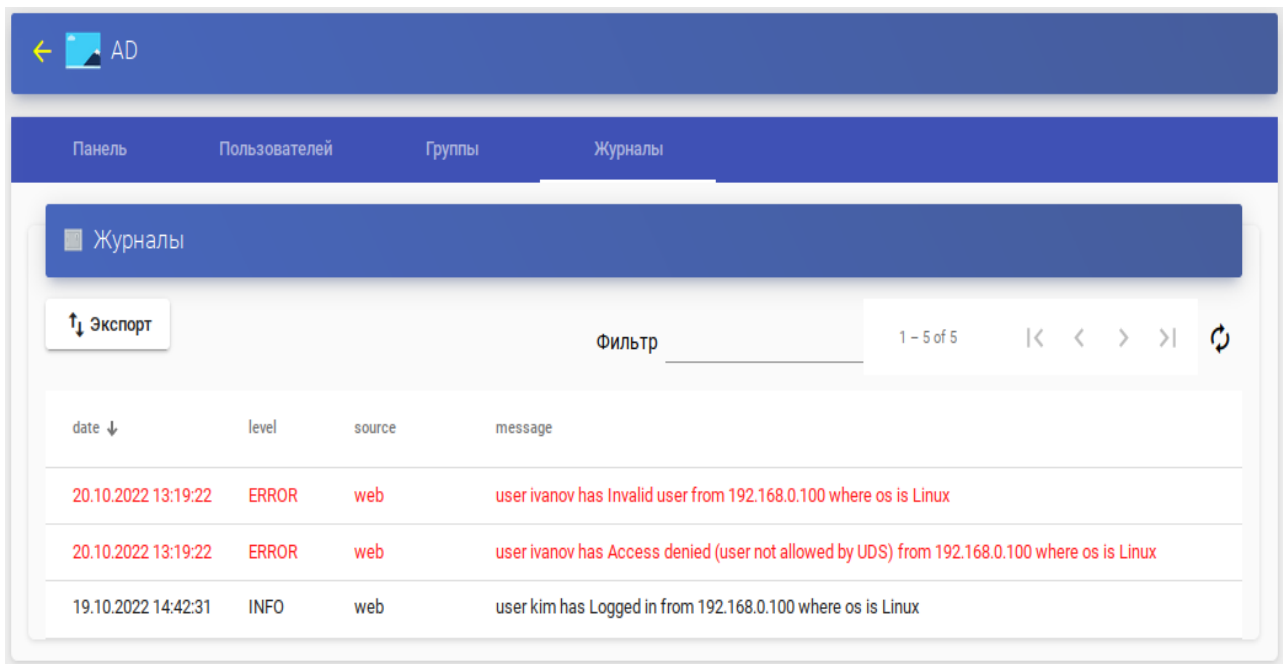 AD
Панель Пользователей Группы Журналы
Журналы
Экспорт
Фильтр 1 – 5 of 5
date level source message
20.10.2022 13:19:22 ERROR web user ivanov has Invalid user from 192.168.0.100 where os is Linux
20.10.2022 13:19:22 ERROR web user ivanov has Access denied (user not allowed by UDS) from 192.168.0.100 where os is Linux
19.10.2022 14:42:31 INFO web user kim has Logged in from 192.168.0.100 where os is Linux